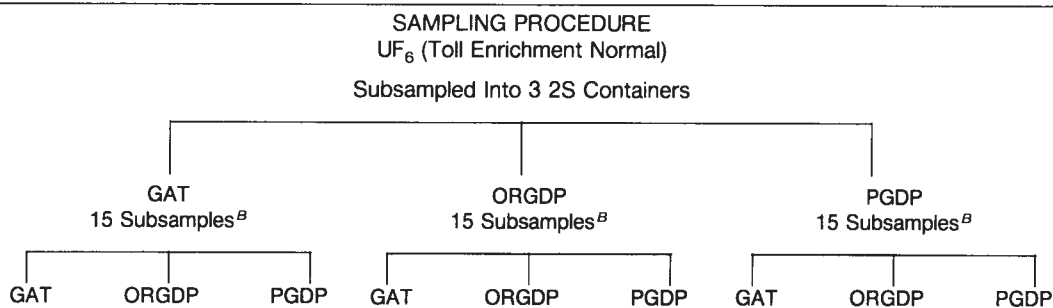 SAMPLING PROCEDURE
UF6 (Toll Enrichment Normal)
Subsampled Into 3 2S Containers
GAT ORGDP PGDP
15 SubsamplesB 15 SubsamplesB 15 SubsamplesB
GAT ORGDP PGDP GAT ORGDP PGDP GAT ORGDP PGDP